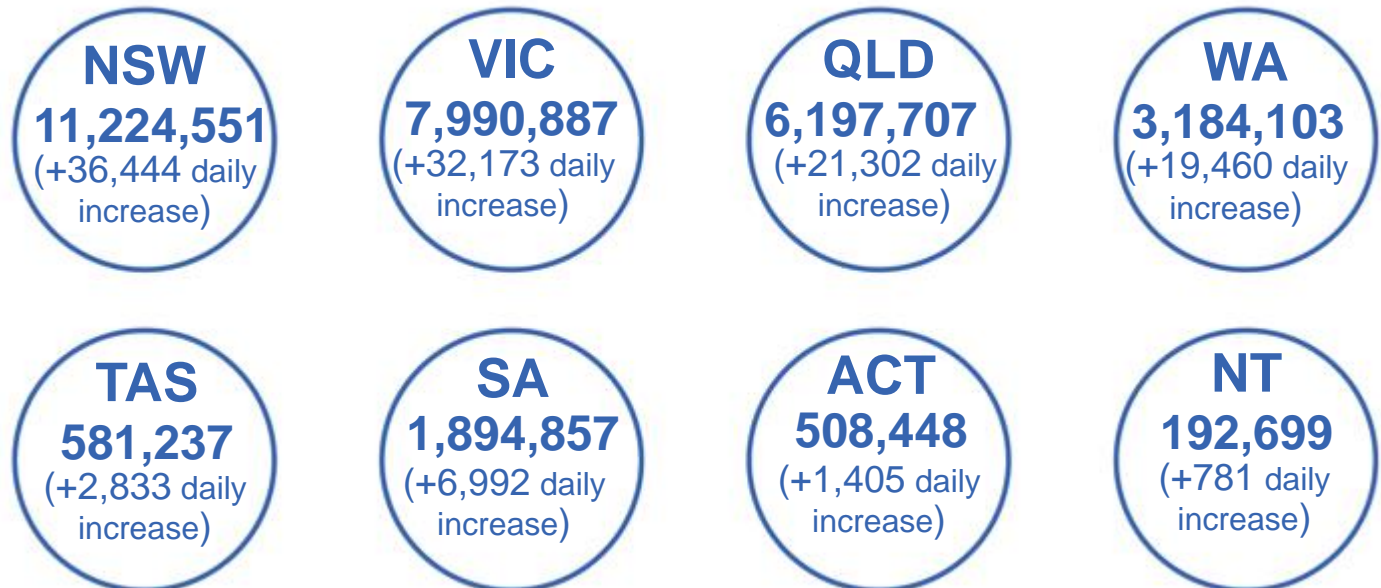 NSW
11,224,551
(+36,444 daily
increase)
VIC
7,990,887
(+32,173 daily
increase)
QLD
6,197,707
(+21,302 daily
increase)
WA
3,184,103
(+19,460 daily
increase)
TAS
581,237
(+2,833 daily
increase)
SA
1,894,857
(+6,992 daily
increase)
ACT
508,448
(+1,405 daily
increase)
NT
192,699
(+781 daily
increase)